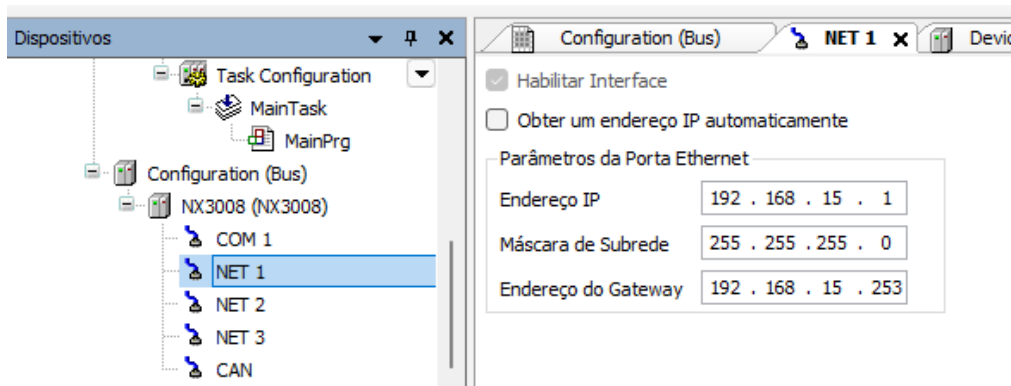 Dispositivos
Task Configuration
MainTask
MainPrg
Configuration (Bus)
NX3008 (NX3008)
COM 1
NET 1
NET 2
NET 3
CAN
Configuration (Bus)
NET 1
Devic
Habilitar Interface
Obter um endereço IP automaticamente
Parâmetros da Porta Ethernet
Endereço IP 192 . 168 . 15 . 1
Máscara de Subrede 255 . 255 . 255 . 0
Endereço do Gateway 192 . 168 . 15 . 253